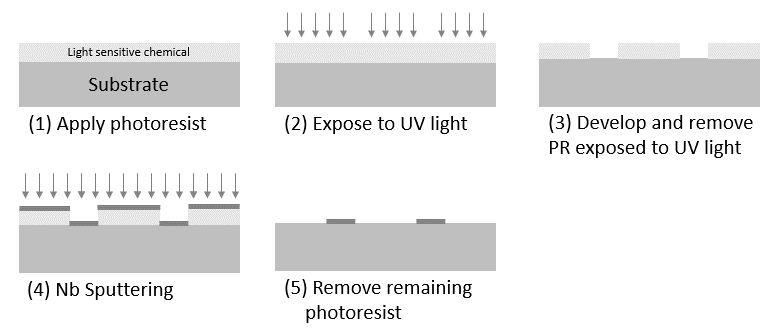 Light sensitive chemical
Substrate
(1) Apply photoresist
(2) Expose to UV light
(3) Develop and remove
PR exposed to UV light
(4) Nb Sputtering
(5) Remove remaining
photoresist